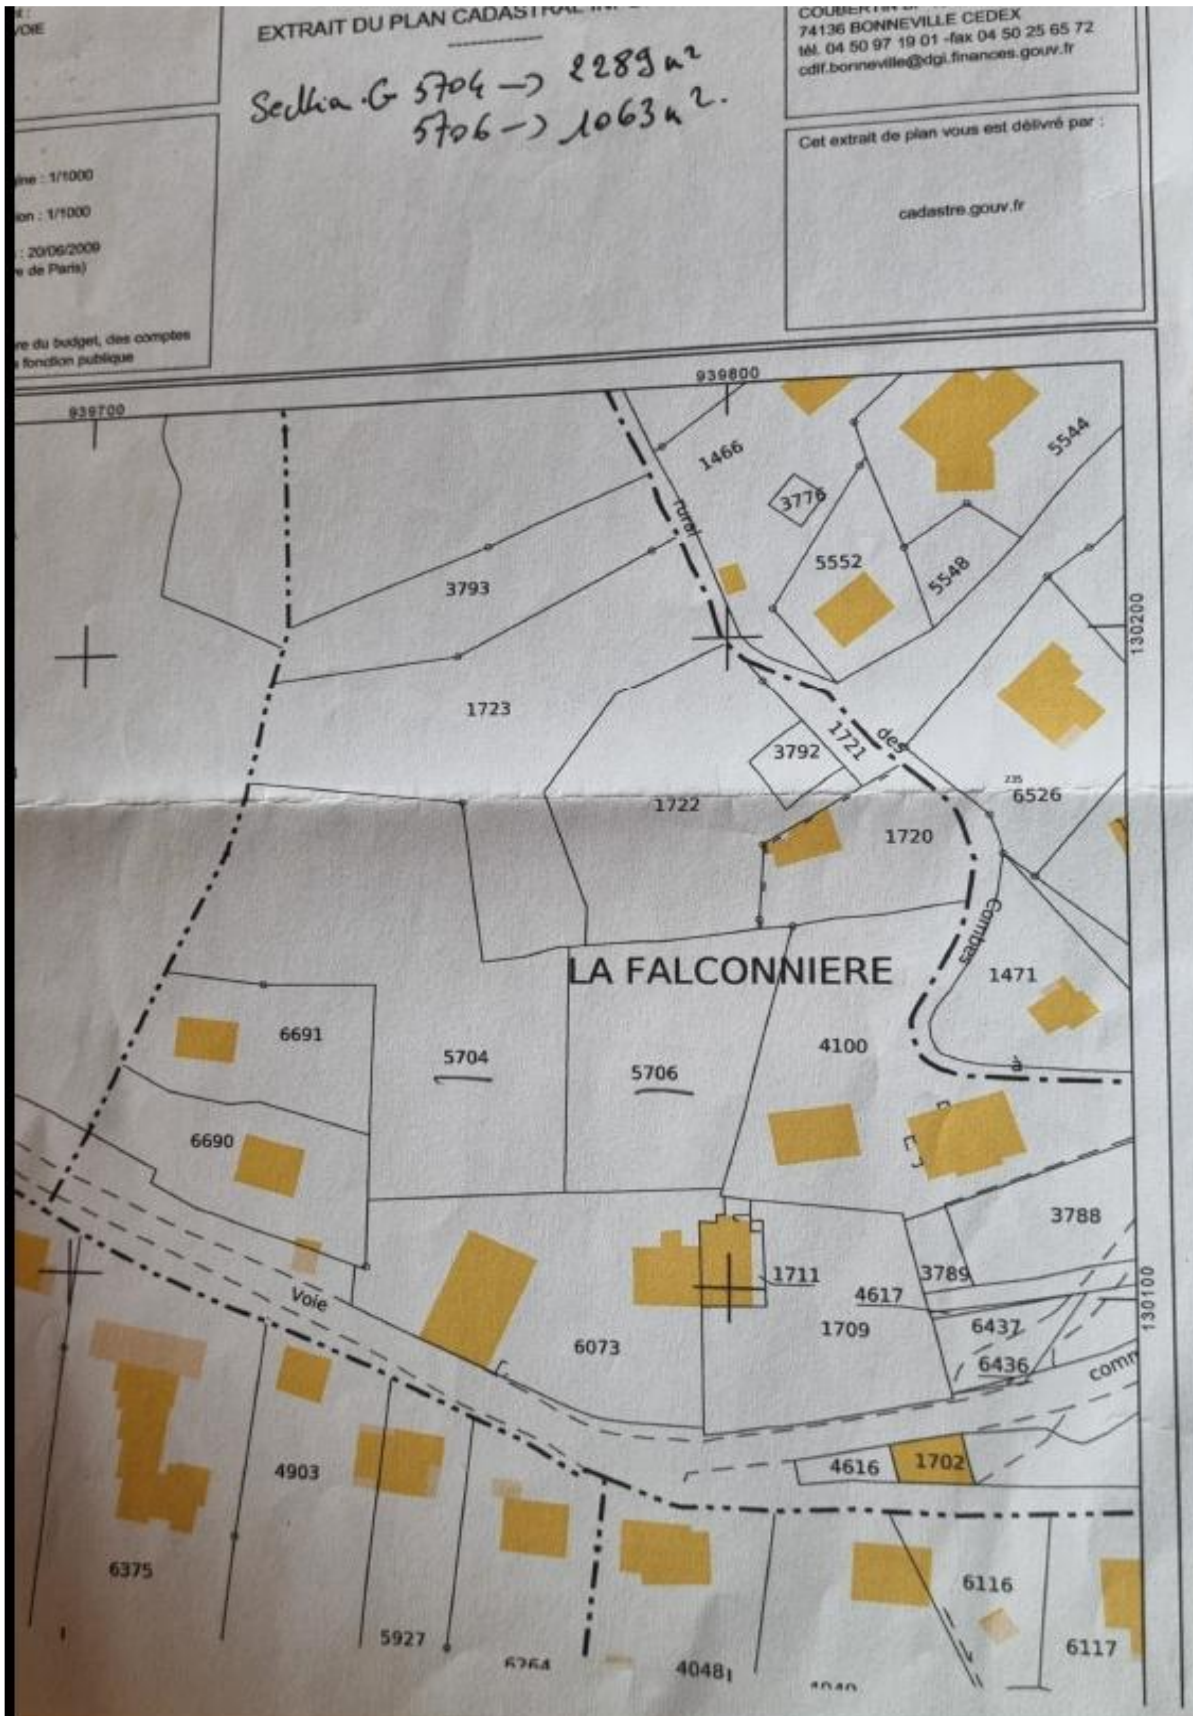 VOIE
EXTRAIT DU PLAN CADASTRAL
74136 BONNEVILLE CEDEX
tél. 04 50 97 19 01 -fax 04 50 25 65 72
cdif.bonneville@dgi.finances.gouv.fr
Section G 5704 -> 2289 m²
5706 -> 1063 m².
Cet extrait de plan vous est délivré par :
cadastre.gouv.fr
: 1/1000
: 1/1000
: 20/06/2009
de Paris)
du budget, des comptes
fonction publique
939700
939800
1466
5544
3776
rural
5552
5548
3793
130200
1723
des
1721
3792
235
6526
1722
1720
Combes
LA FALCONNIERE
1471
6691
5704
5706
4100
à
6690
3788
1711
3789
4617
Voie
1709
6437
130100
6073
6436
4903
4616
1702
6375
6116
5927
6264
4048
6117
4049